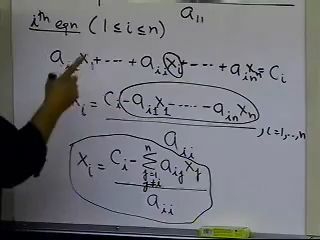 a₁₁
iᵗʰ eqn (1 ≤ i ≤ n)
aᵢ₁x₁ + --- + aᵢᵢxᵢ + --- + aᵢₙxₙ = Cᵢ
xᵢ = Cᵢ - aᵢ₁x₁ ----- - aᵢₙxₙ
aᵢᵢ , i=1,..,n
xᵢ = Cᵢ - Σⁿ_{j=1, j≠i} aᵢⱼxⱼ
aᵢᵢ